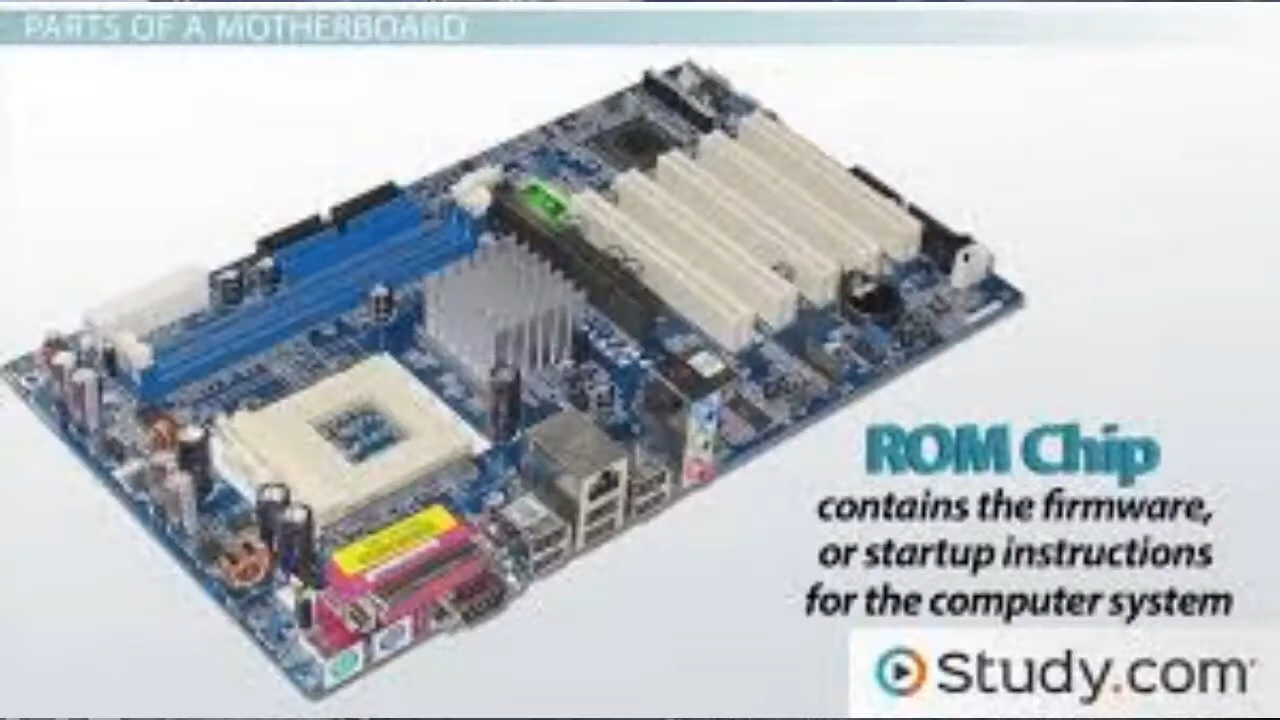 PARTS OF A MOTHERBOARD
ROM Chip
contains the firmware,
or startup instructions
for the computer system
Study.com